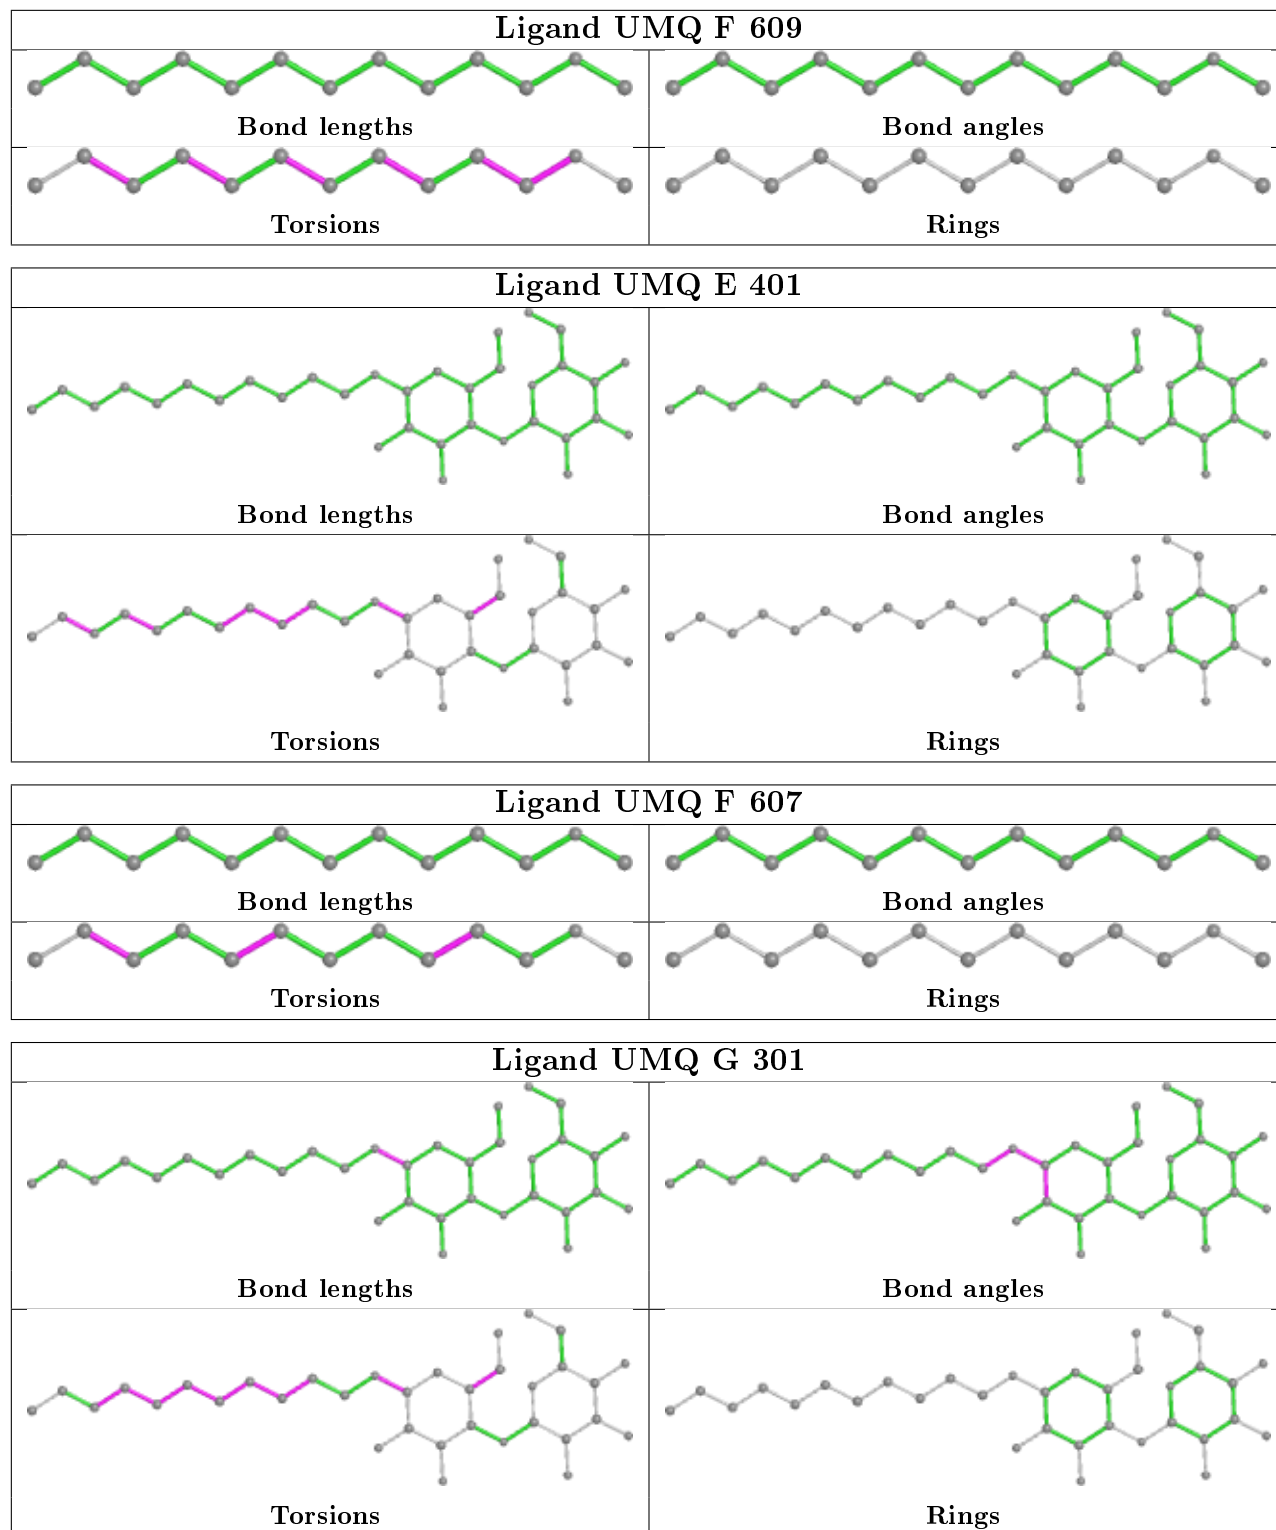 Ligand UMQ F 609
Bond lengths Bond angles
Torsions Rings
Ligand UMQ E 401
Bond lengths Bond angles
Torsions Rings
Ligand UMQ F 607
Bond lengths Bond angles
Torsions Rings
Ligand UMQ G 301
Bond lengths Bond angles
Torsions Rings